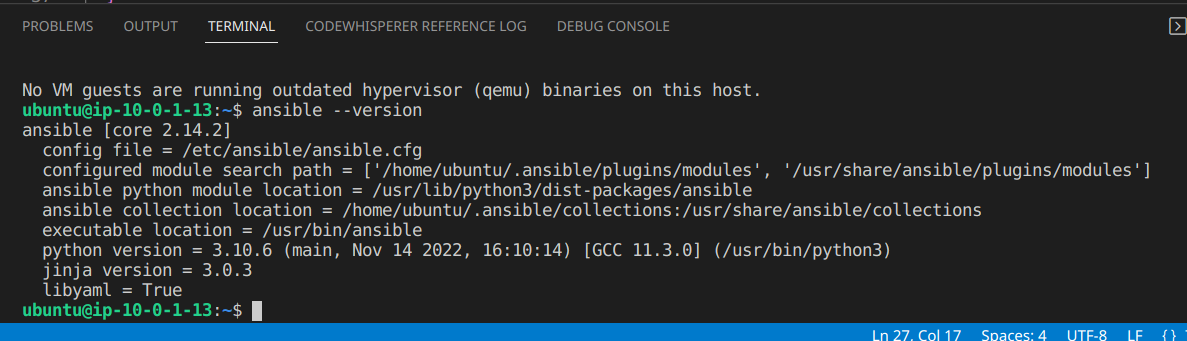 PROBLEMS OUTPUT TERMINAL CODEWHISPERER REFERENCE LOG DEBUG CONSOLE
No VM guests are running outdated hypervisor (qemu) binaries on this host.
ubuntu@ip-10-0-1-13:~$ ansible --version
ansible [core 2.14.2]
  config file = /etc/ansible/ansible.cfg
  configured module search path = ['/home/ubuntu/.ansible/plugins/modules', '/usr/share/ansible/plugins/modules']
  ansible python module location = /usr/lib/python3/dist-packages/ansible
  ansible collection location = /home/ubuntu/.ansible/collections:/usr/share/ansible/collections
  executable location = /usr/bin/ansible
  python version = 3.10.6 (main, Nov 14 2022, 16:10:14) [GCC 11.3.0] (/usr/bin/python3)
  jinja version = 3.0.3
  libyaml = True
ubuntu@ip-10-0-1-13:~$
Ln 27, Col 17 Spaces: 4 UTF-8 LF {}